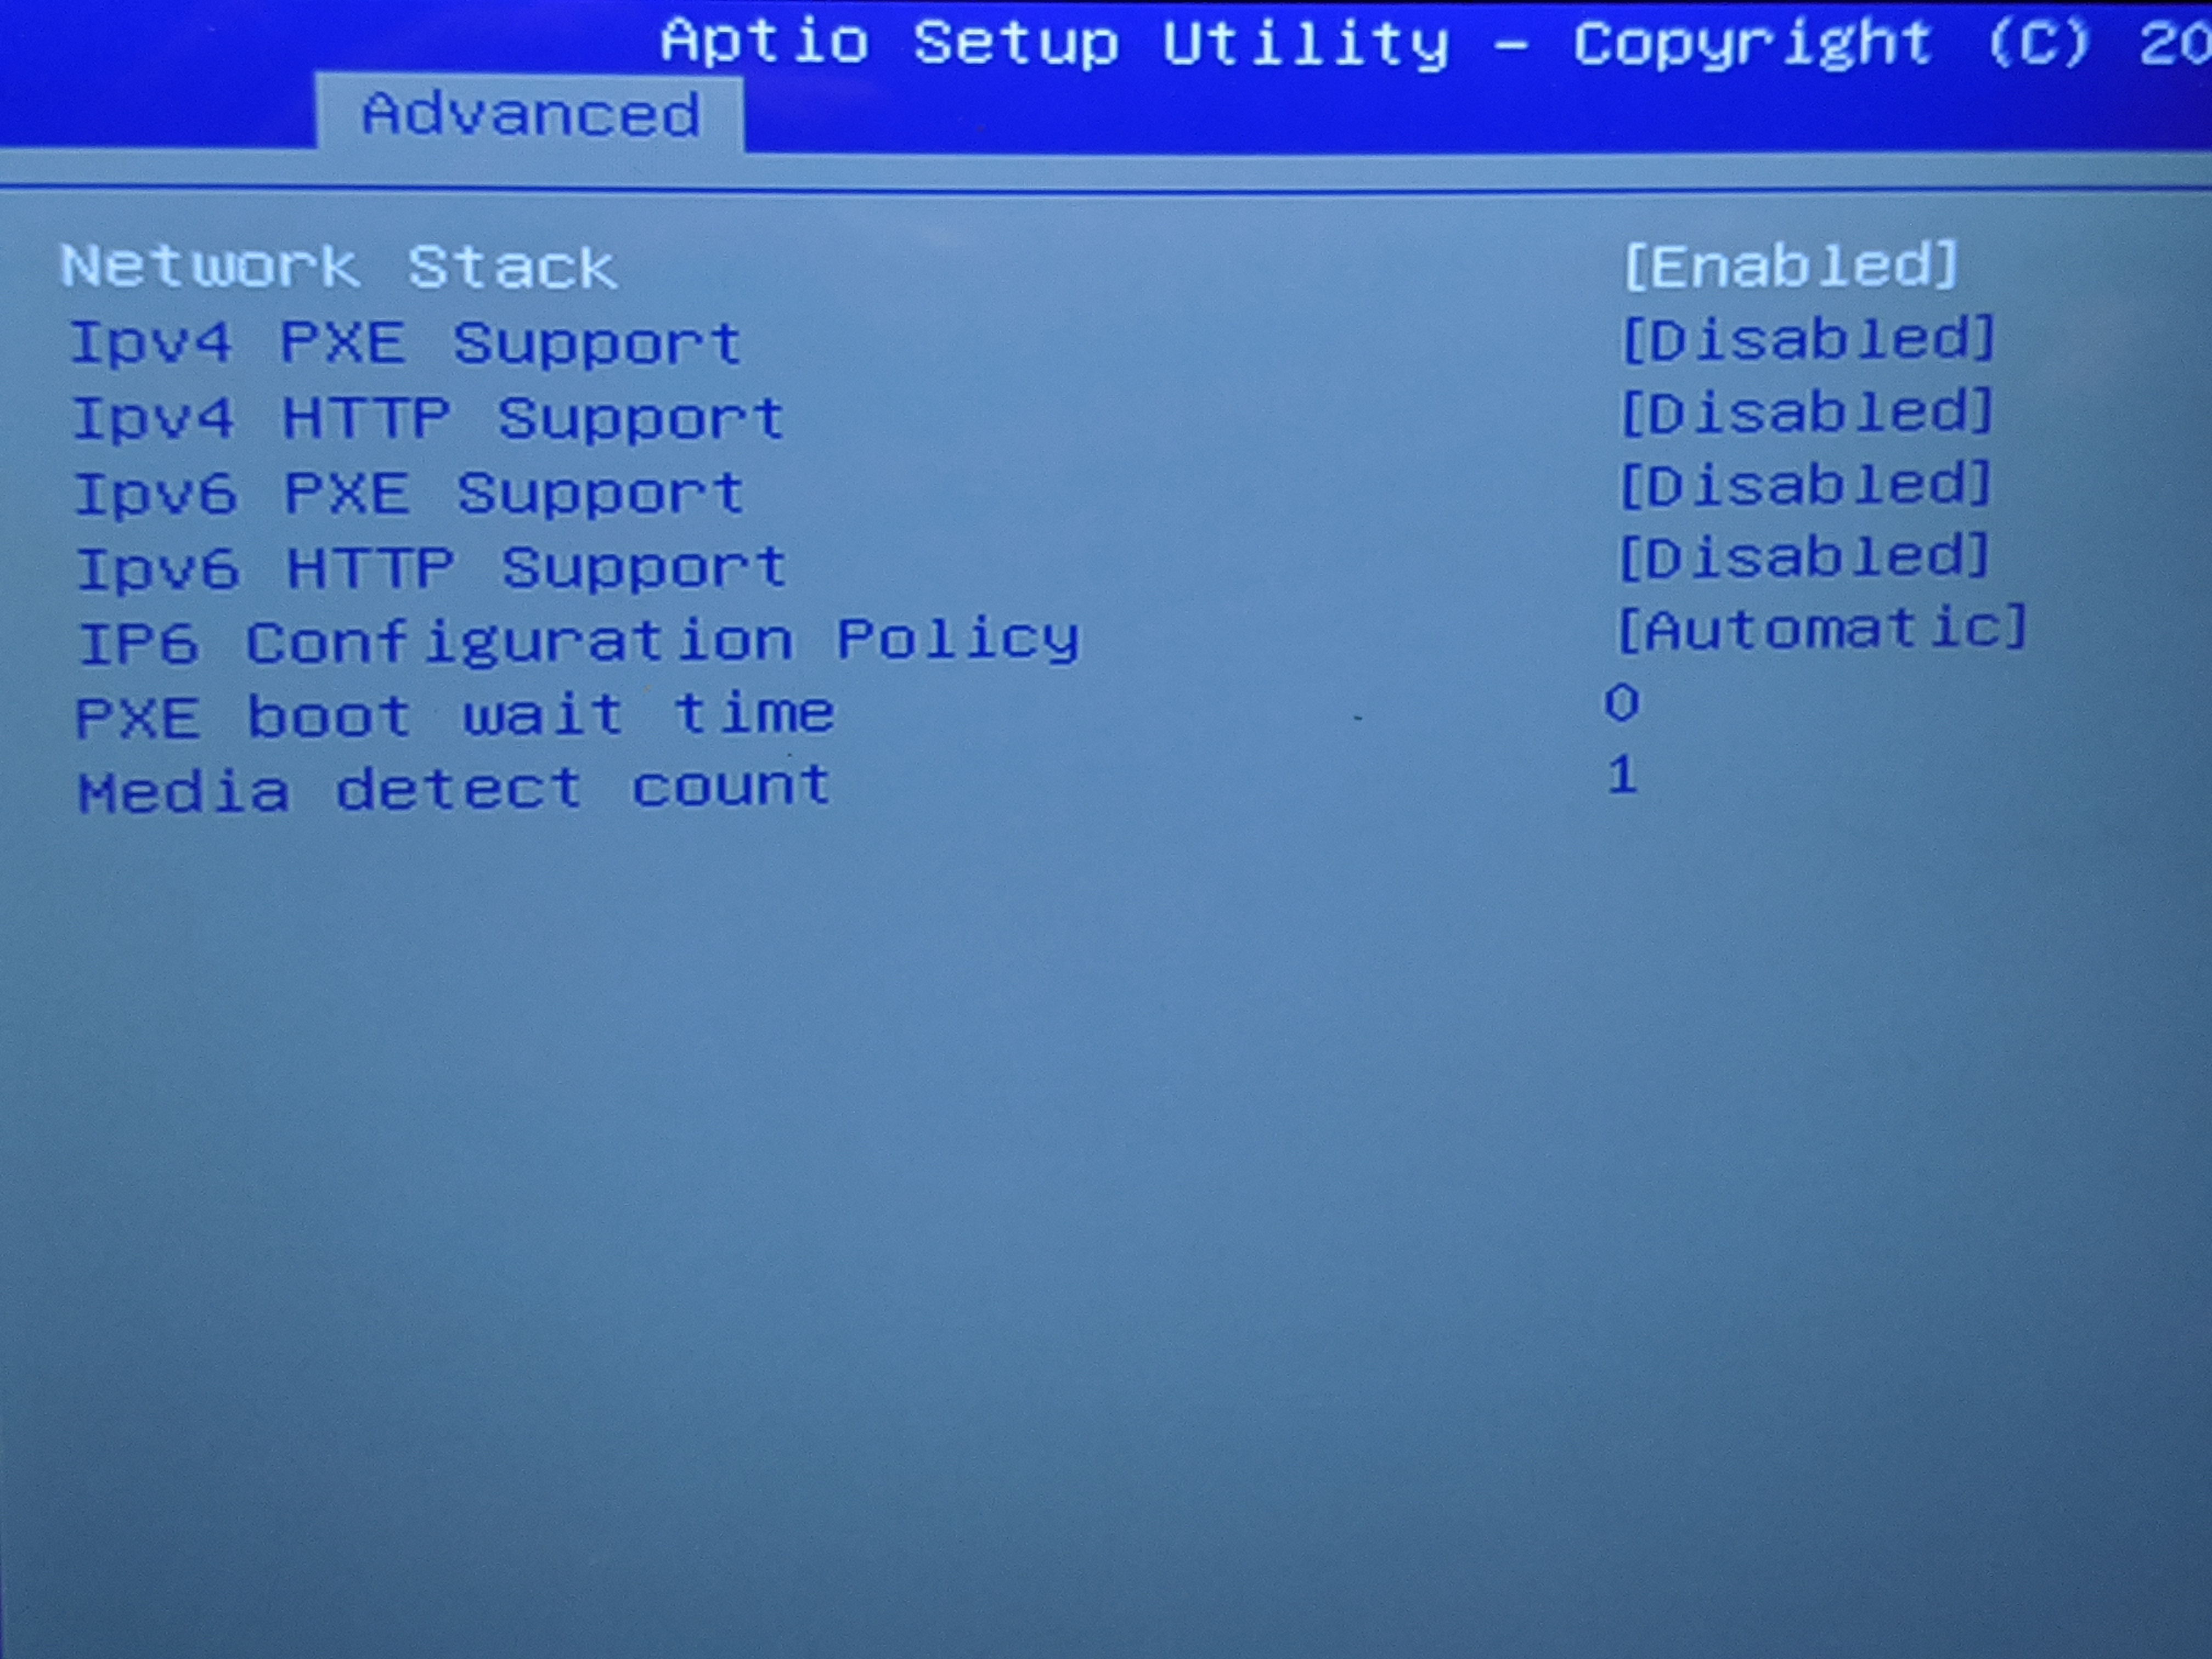 Aptio Setup Utility – Copyright (C) 20
Advanced
Network Stack [Enabled]
Ipv4 PXE Support [Disabled]
Ipv4 HTTP Support [Disabled]
Ipv6 PXE Support [Disabled]
Ipv6 HTTP Support [Disabled]
IP6 Configuration Policy [Automatic]
PXE boot wait time 0
Media detect count 1